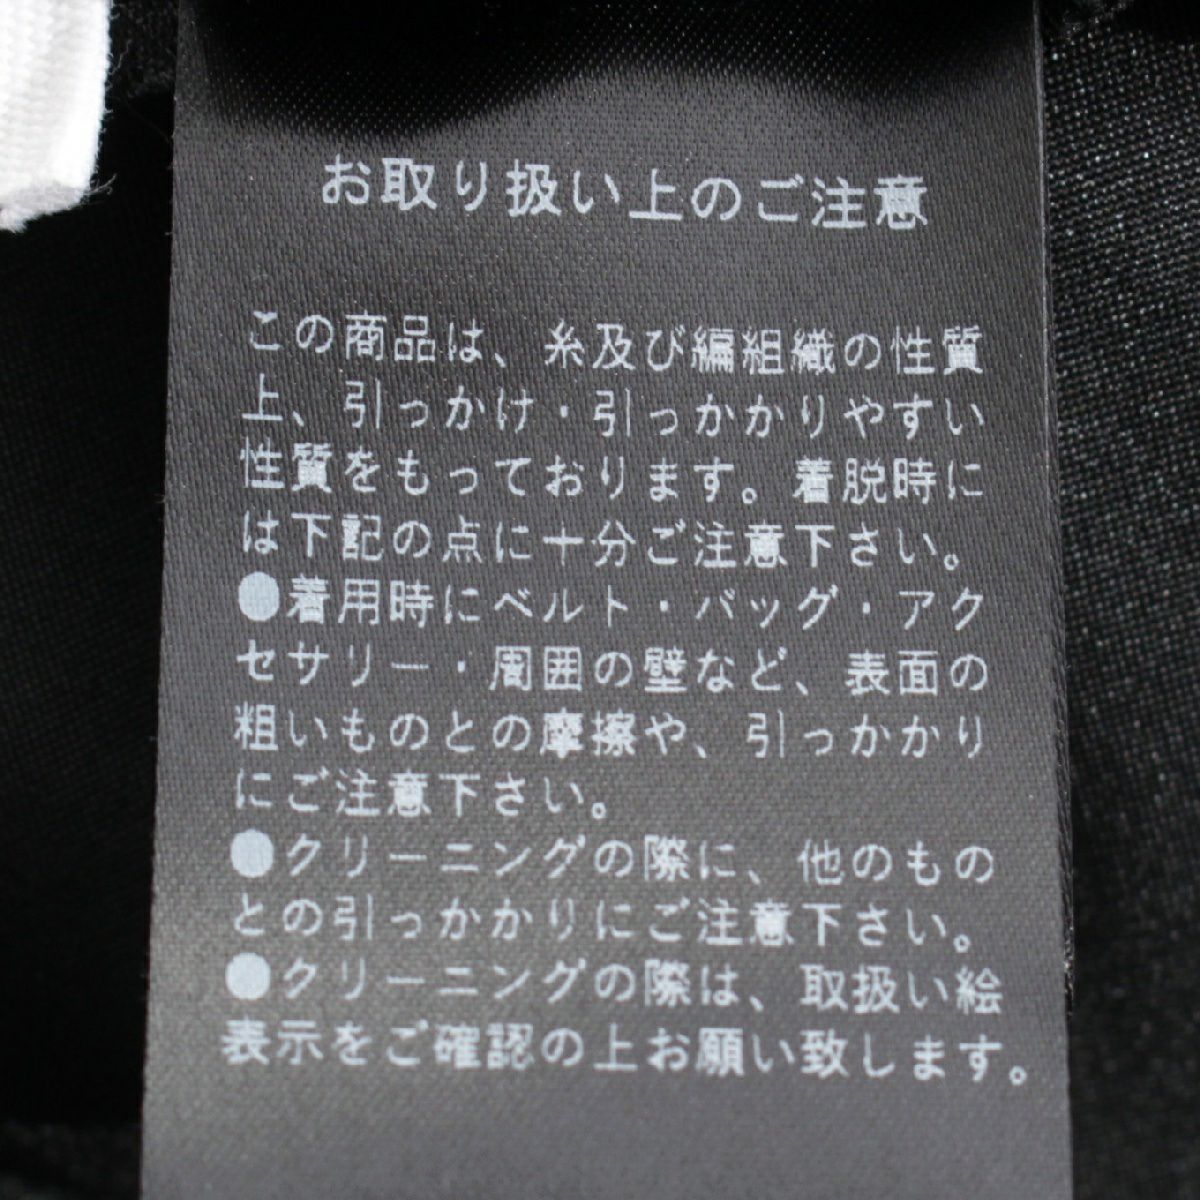 お取り扱い上のご注意
この商品は、糸及び編組織の性質
上、引っかけ・引っかかりやすい
性質をもっております。着脱時に
は下記の点に十分ご注意下さい。
●着用時にベルト・バッグ・アク
セサリー・周囲の壁など、表面の
粗いものとの摩擦や、引っかかり
にご注意下さい。
●クリーニングの際に、他のもの
との引っかかりにご注意下さい。
●クリーニングの際は、取扱い絵
表示をご確認の上お願い致します。